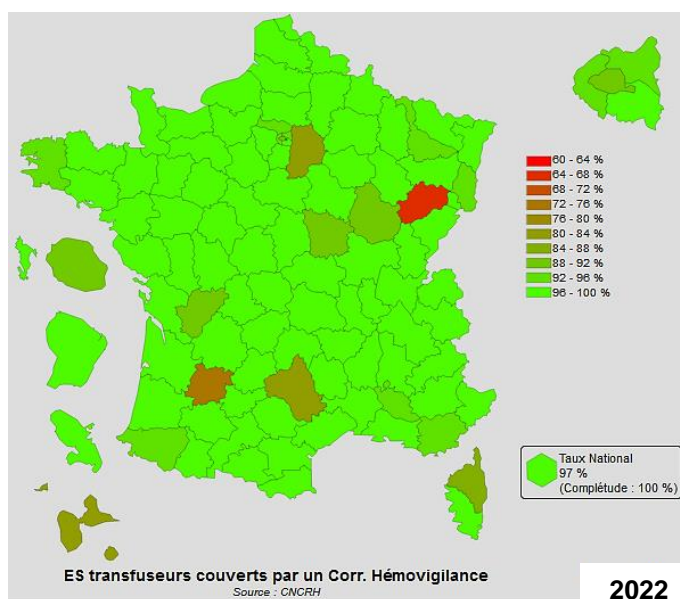 60 - 64 %
64 - 68 %
68 - 72 %
72 - 76 %
76 - 80 %
80 - 84 %
84 - 88 %
88 - 92 %
92 - 96 %
96 - 100 %
Taux National
97 %
(Complétude : 100 %)
ES transfuseurs couverts par un Corr. Hémovigilance
Source : CNCRH
2022